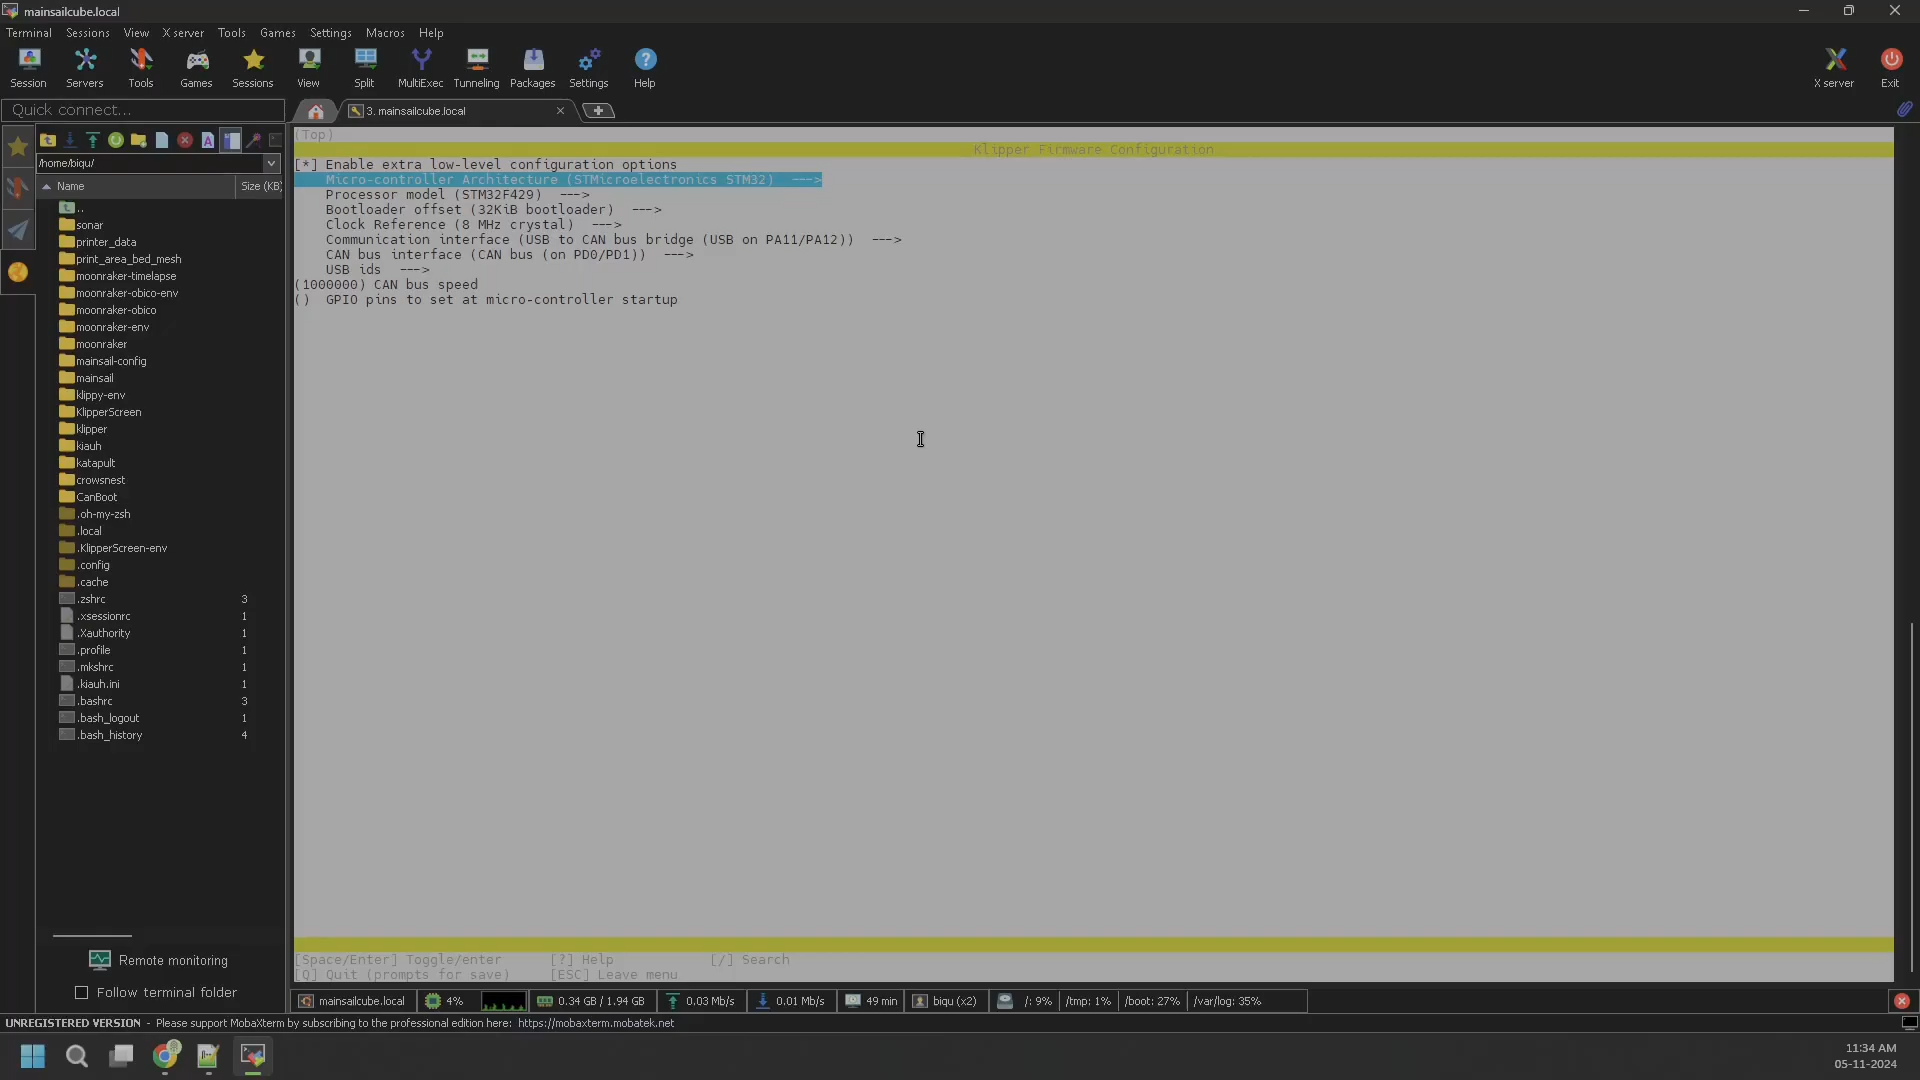 mainsailcube.local
Terminal Sessions View X server Tools Games Settings Macros Help
Session Servers Tools Games Sessions View Split MultiExec Tunneling Packages Settings Help X server Exit
Quick connect...
3. mainsailcube.local
/home/biqu/
Name Size (KB)
..
sonar
printer_data
print_area_bed_mesh
moonraker-timelapse
moonraker-obico-env
moonraker-obico
moonraker-env
moonraker
mainsail-config
mainsail
klippy-env
KlipperScreen
klipper
kiauh
katapult
crowsnest
CanBoot
.oh-my-zsh
.local
.KlipperScreen-env
.config
.cache
.zshrc 3
.xsessionrc 1
.Xauthority 1
.profile 1
.mkshrc 1
.kiauh.ini 1
.bashrc 3
.bash_logout 1
.bash_history 4
Remote monitoring
Follow terminal folder
(Top)
Klipper Firmware Configuration
[*] Enable extra low-level configuration options
Micro-controller Architecture (STMicroelectronics STM32) --->
Processor model (STM32F429) --->
Bootloader offset (32KiB bootloader) --->
Clock Reference (8 MHz crystal) --->
Communication interface (USB to CAN bus bridge (USB on PA11/PA12)) --->
CAN bus interface (CAN bus (on PD0/PD1)) --->
USB ids --->
(1000000) CAN bus speed
() GPIO pins to set at micro-controller startup
[Space/Enter] Toggle/enter [?] Help [/] Search
[Q] Quit (prompts for save) [ESC] Leave menu
mainsailcube.local 4% 0.34 GB / 1.94 GB 0.03 Mb/s 0.01 Mb/s 49 min biqu (x2) /: 9% /tmp: 1% /boot: 27% /var/log: 35%
UNREGISTERED VERSION - Please support MobaXterm by subscribing to the professional edition here: https://mobaxterm.mobatek.net
11:34 AM
05-11-2024